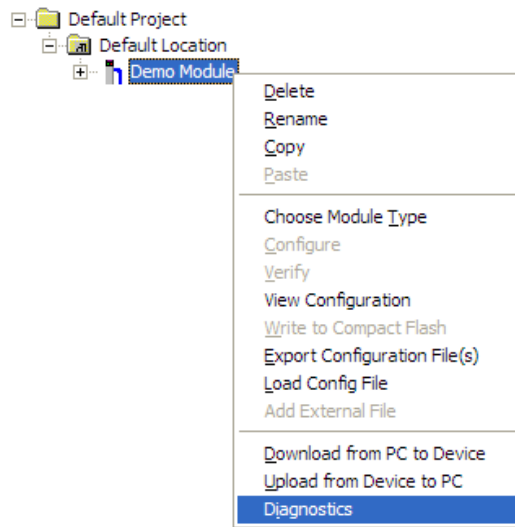 Default Project
Default Location
Demo Module
Delete
Rename
Copy
Paste
Choose Module Type
Configure
Verify
View Configuration
Write to Compact Flash
Export Configuration File(s)
Load Config File
Add External File
Download from PC to Device
Upload from Device to PC
Diagnostics